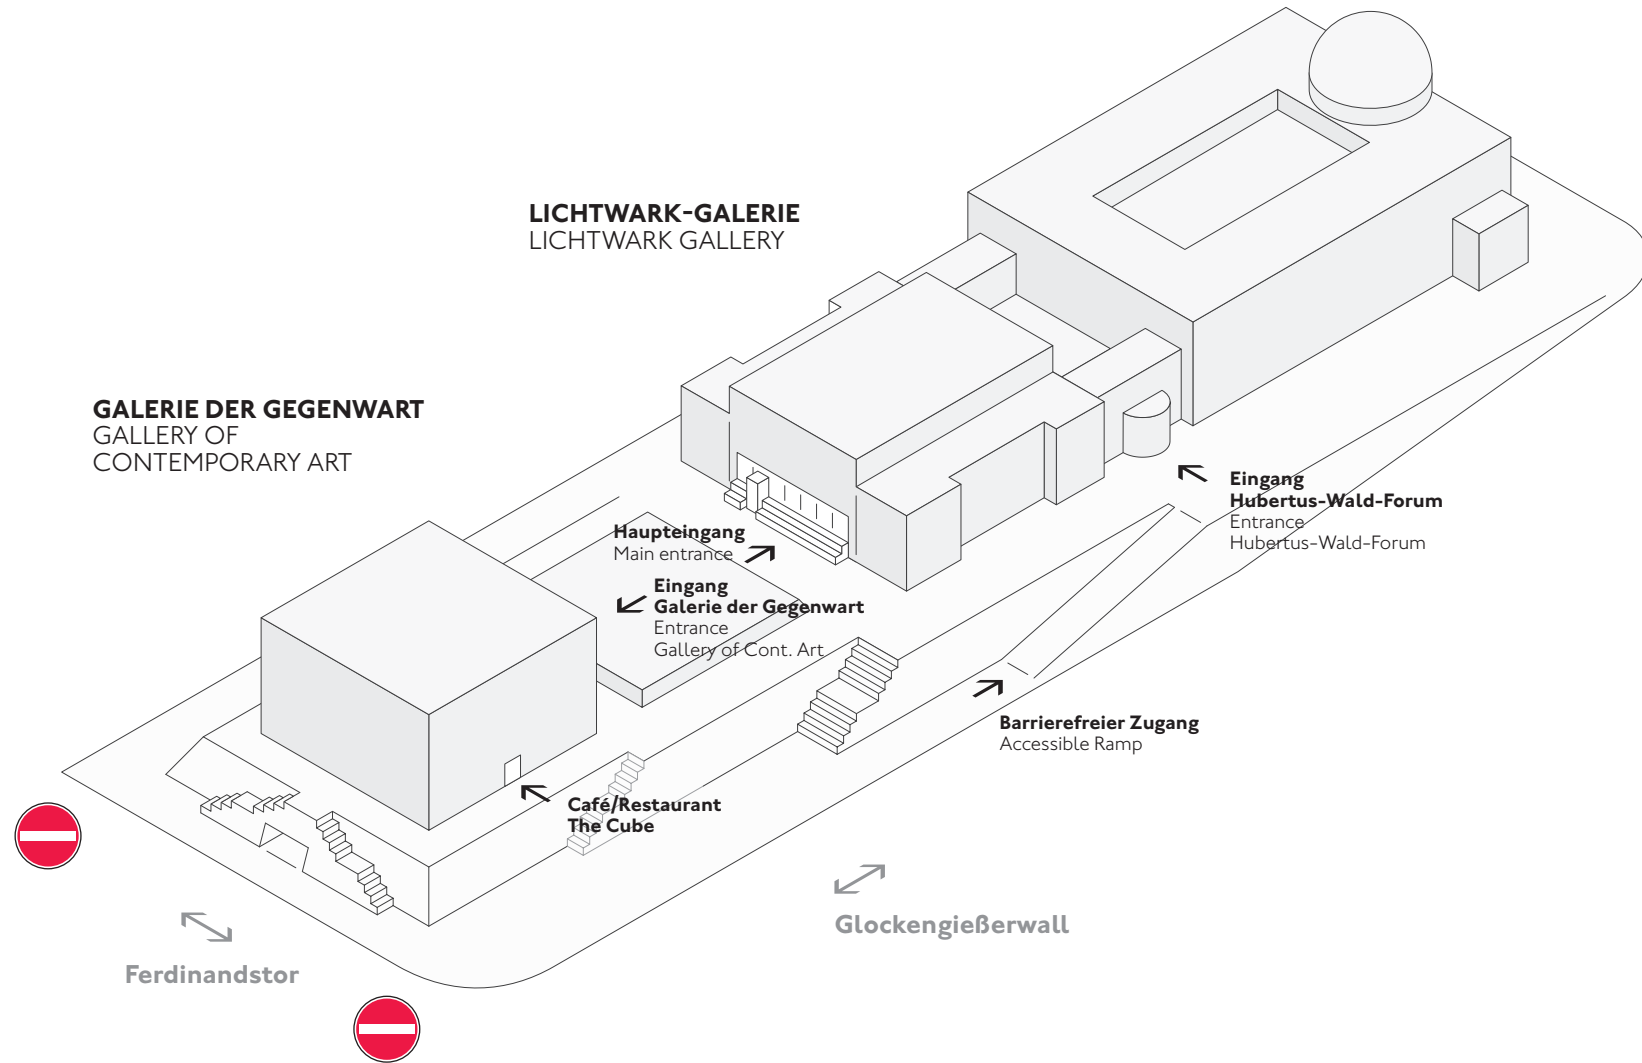 LICHTWARK-GALERIE
LICHTWARK GALLERY
GALERIE DER GEGENWART
GALLERY OF
CONTEMPORARY ART
Eingang
Hubertus-Wald-Forum
Entrance
Hubertus-Wald-Forum
Haupteingang
Main entrance
Eingang
Galerie der Gegenwart
Entrance
Gallery of Cont. Art
Barrierefreier Zugang
Accessible Ramp
Café/Restaurant
The Cube
Glockengießerwall
Ferdinandstor